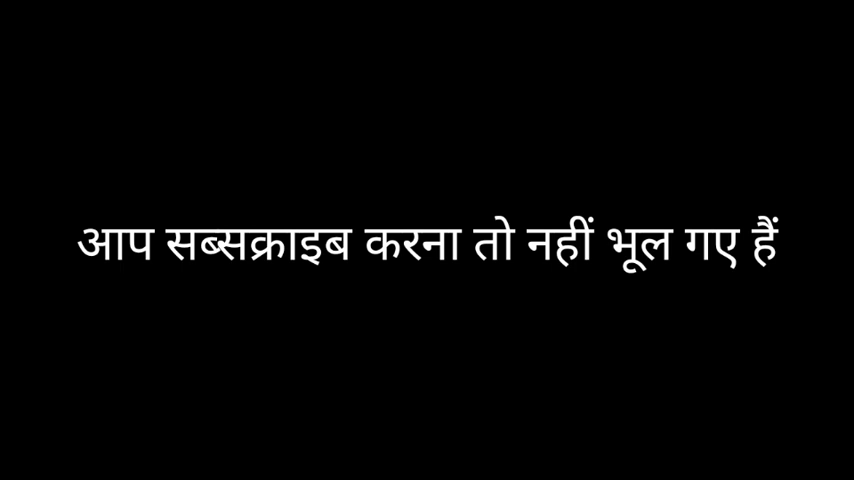 आप सब्सक्राइब करना तो नहीं भूल गए हैं